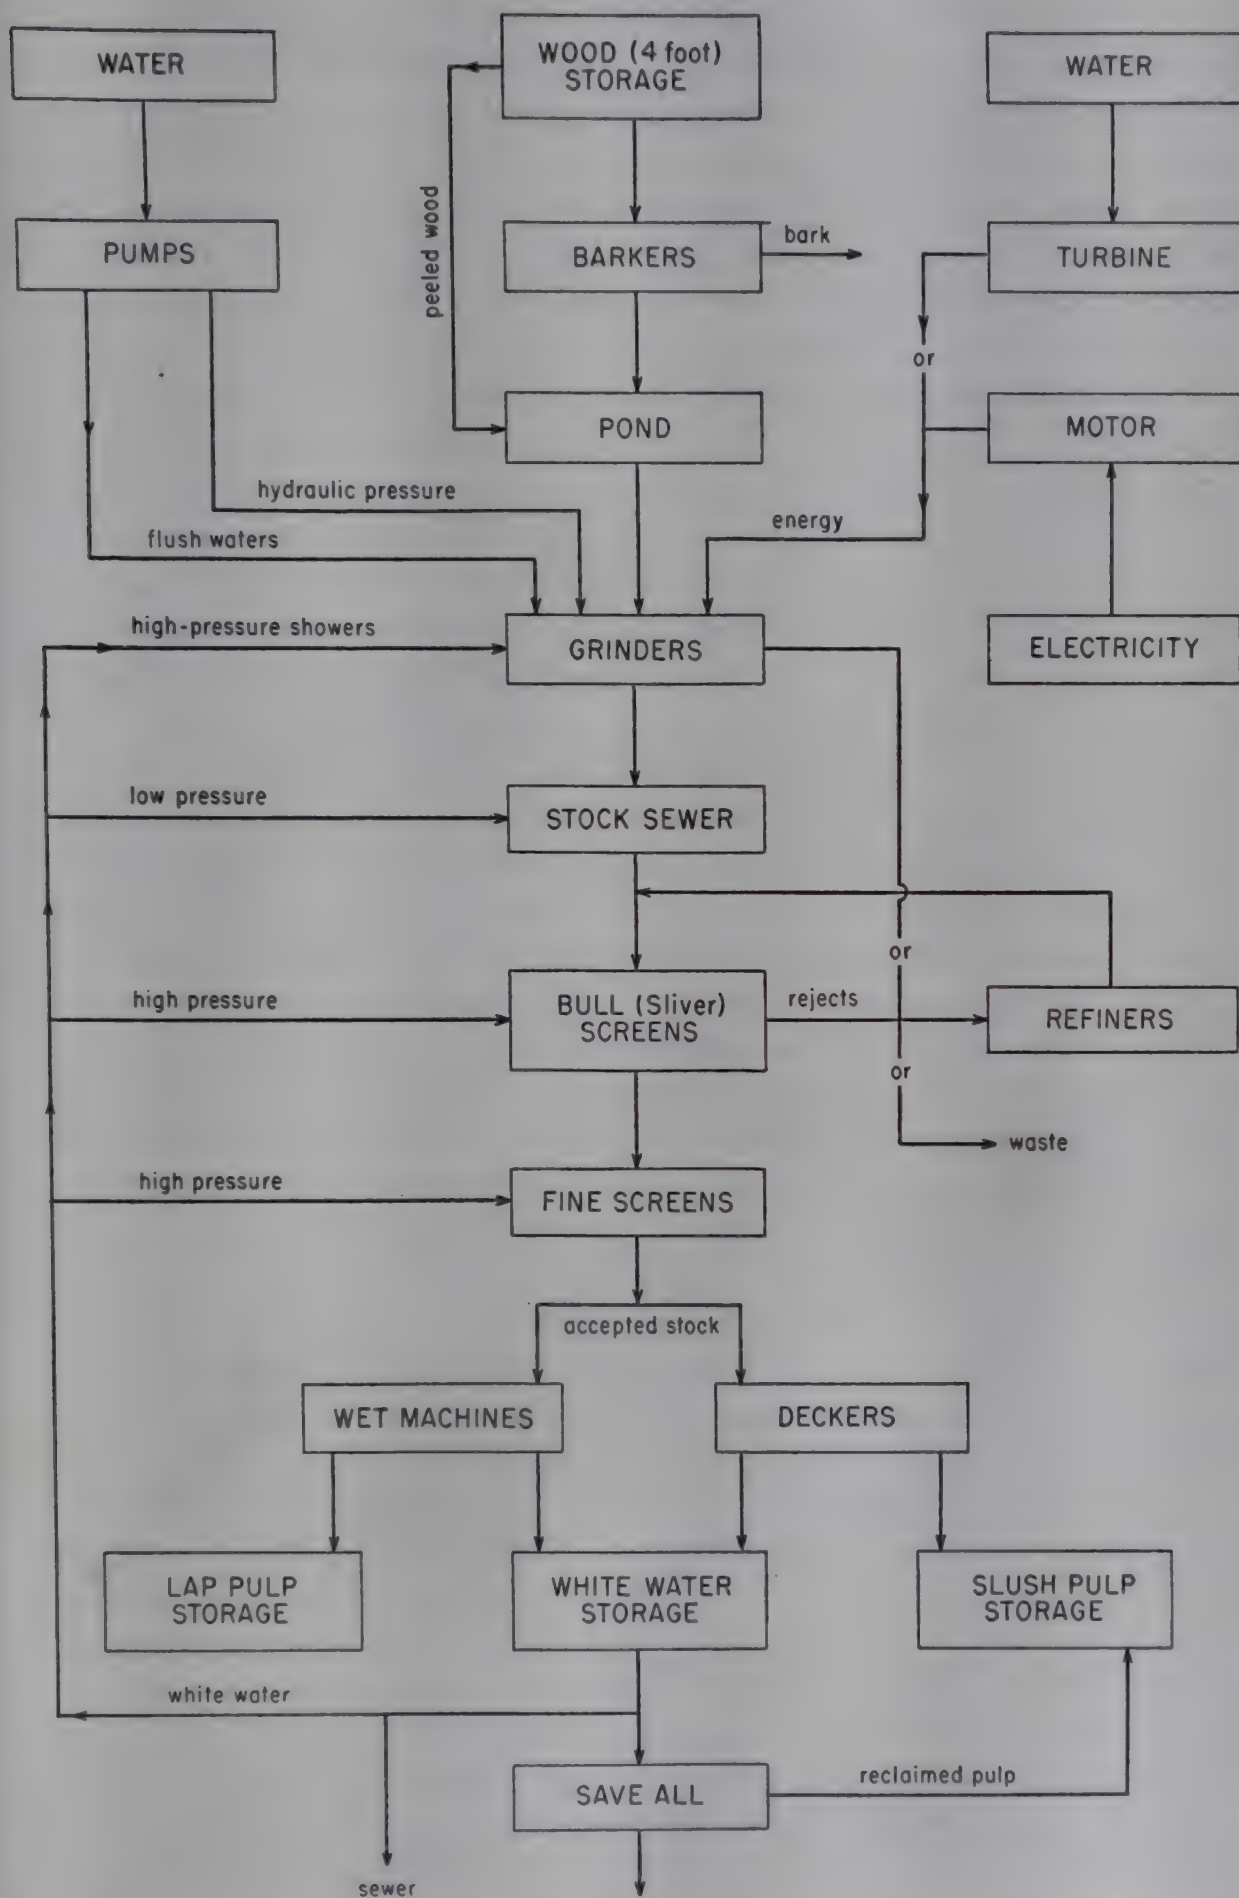 WATER
WOOD (4 foot)
STORAGE
WATER
peeled wood
PUMPS
BARKERS
bark
TURBINE
or
POND
MOTOR
hydraulic pressure
flush waters
energy
high-pressure showers
GRINDERS
ELECTRICITY
low pressure
STOCK SEWER
or
high pressure
BULL (Sliver)
SCREENS
rejects
REFINERS
or
waste
high pressure
FINE SCREENS
accepted stock
WET MACHINES
DECKERS
LAP PULP
STORAGE
WHITE WATER
STORAGE
SLUSH PULP
STORAGE
white water
SAVE ALL
reclaimed pulp
sewer